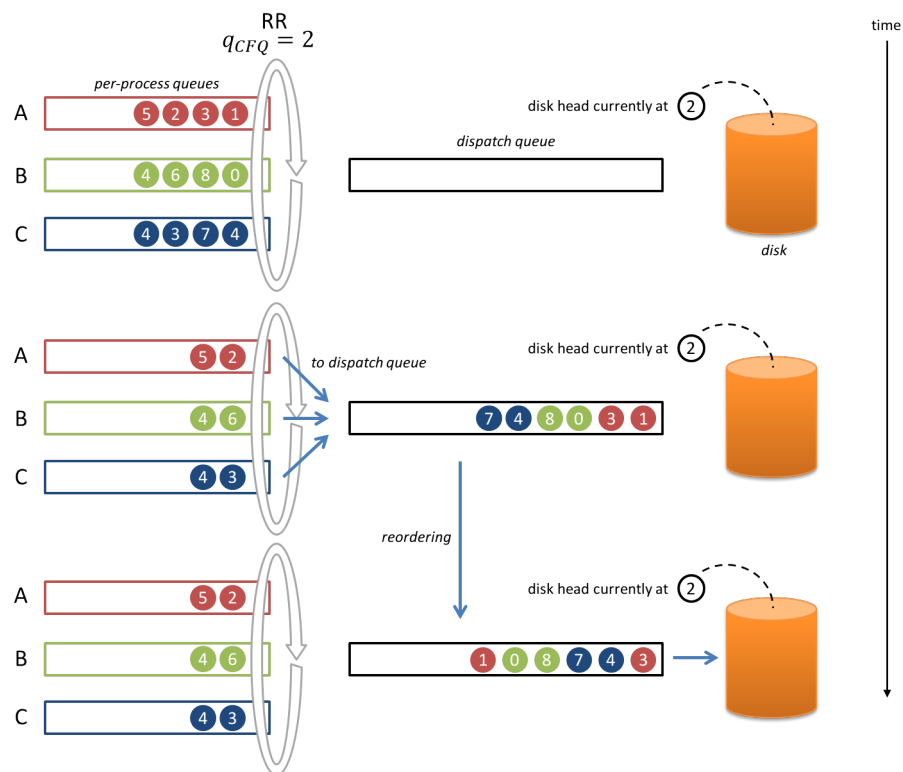 RR
q_CFQ = 2
time
per-process queues
A
5 2 3 1
disk head currently at 2
dispatch queue
B
4 6 8 0
C
4 3 7 4
disk
A
5 2
to dispatch queue
disk head currently at 2
B
4 6
7 4 8 0 3 1
C
4 3
reordering
A
5 2
disk head currently at 2
B
4 6
1 0 8 7 4 3
C
4 3